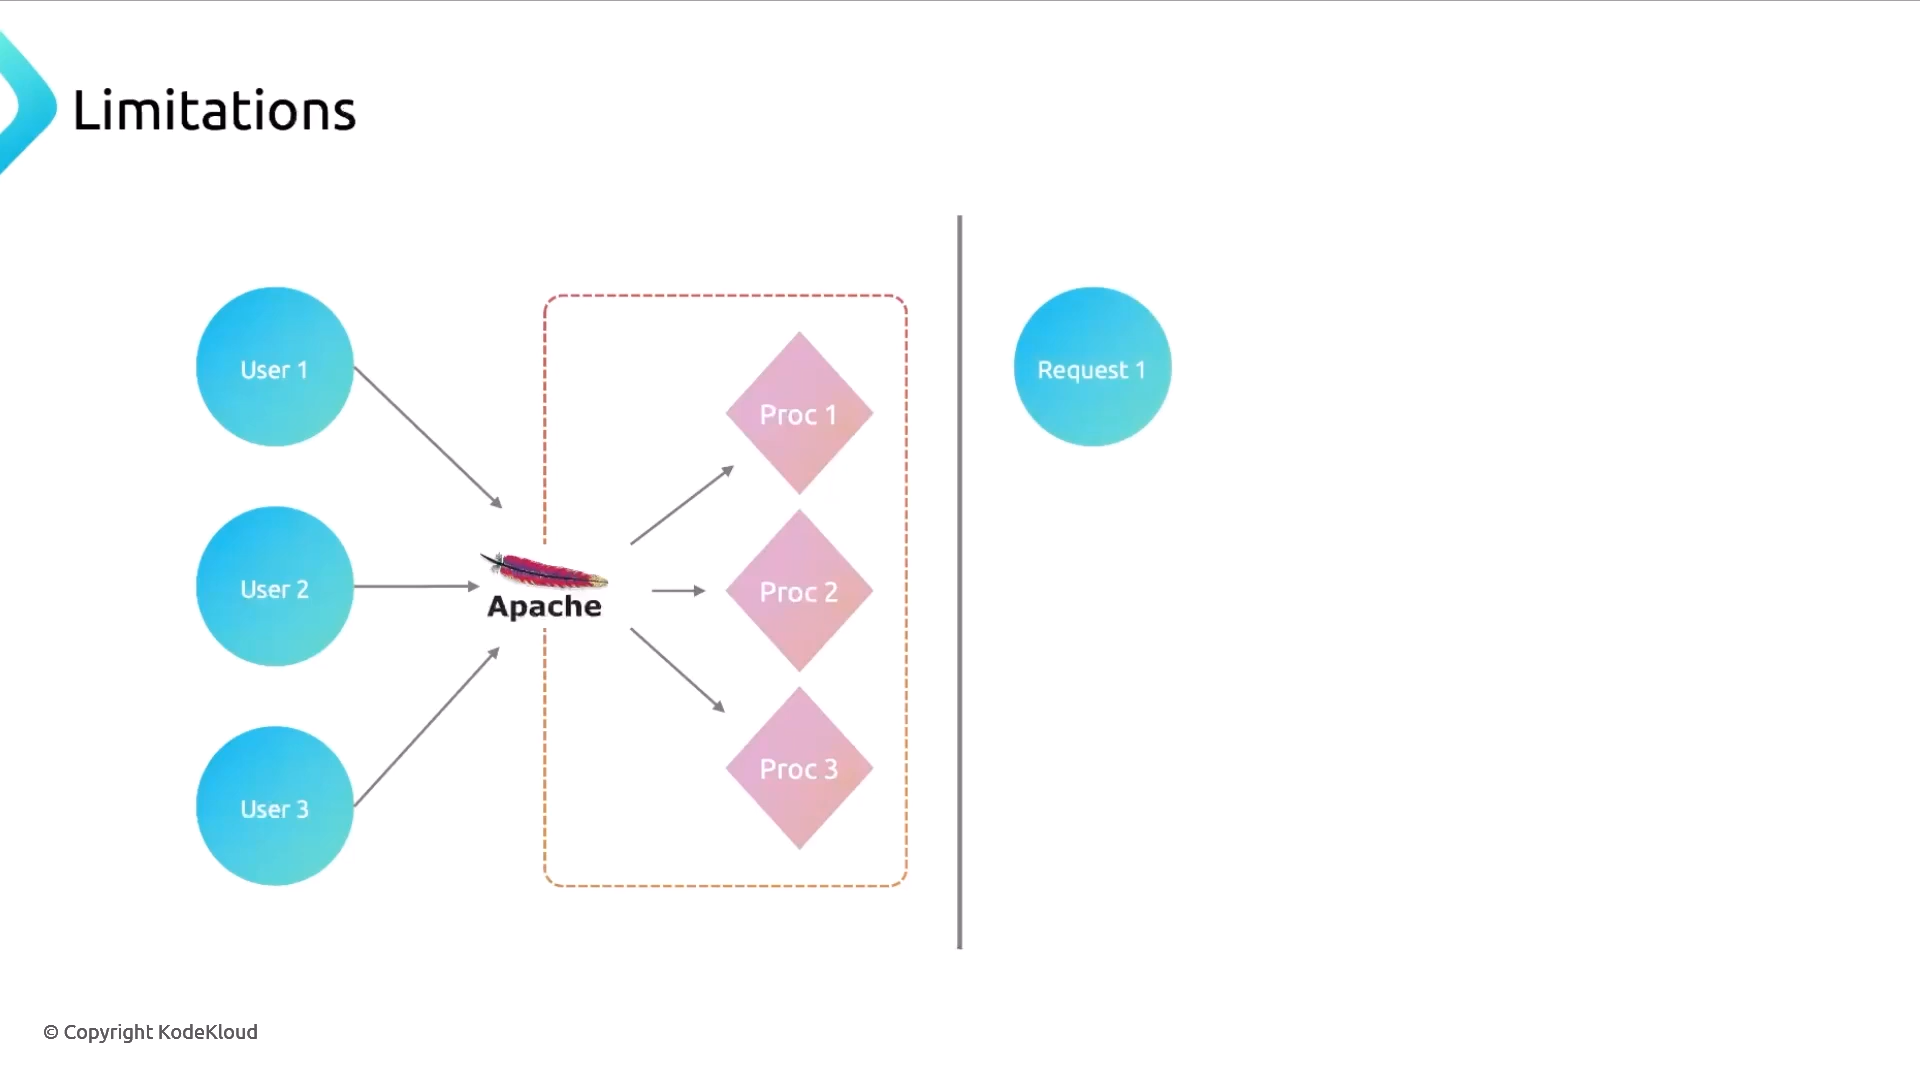 Limitations
User 1
User 2
User 3
Apache
Proc 1
Proc 2
Proc 3
Request 1
© Copyright KodeKloud